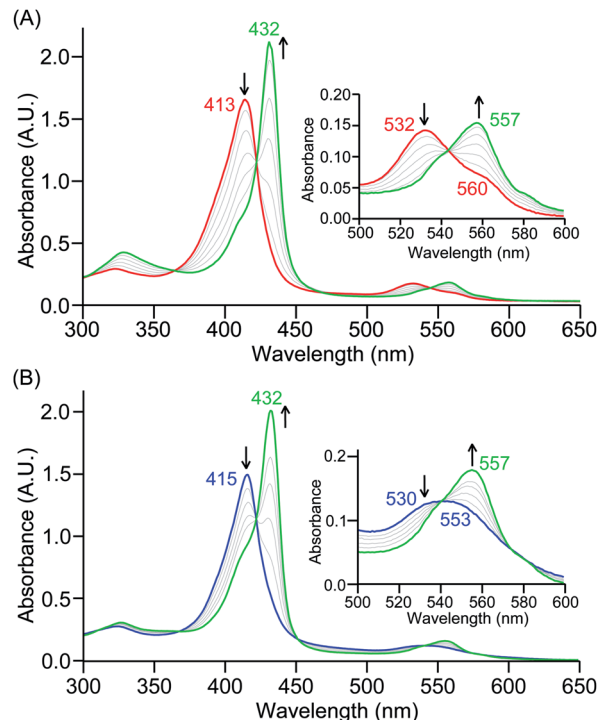 (A)
432
2.0
413
1.5
1.0
0.5
0.0
Absorbance (A.U.)
300 350 400 450 500 550 600 650
Wavelength (nm)
0.20
0.15
0.10
0.05
0.00
Absorbance
532
557
560
500 520 540 560 580 600
Wavelength (nm)
(B)
432
2.0
415
1.5
1.0
0.5
0.0
Absorbance (A.U.)
300 350 400 450 500 550 600 650
Wavelength (nm)
0.2
0.1
0.0
Absorbance
530
557
553
500 520 540 560 580 600
Wavelength (nm)